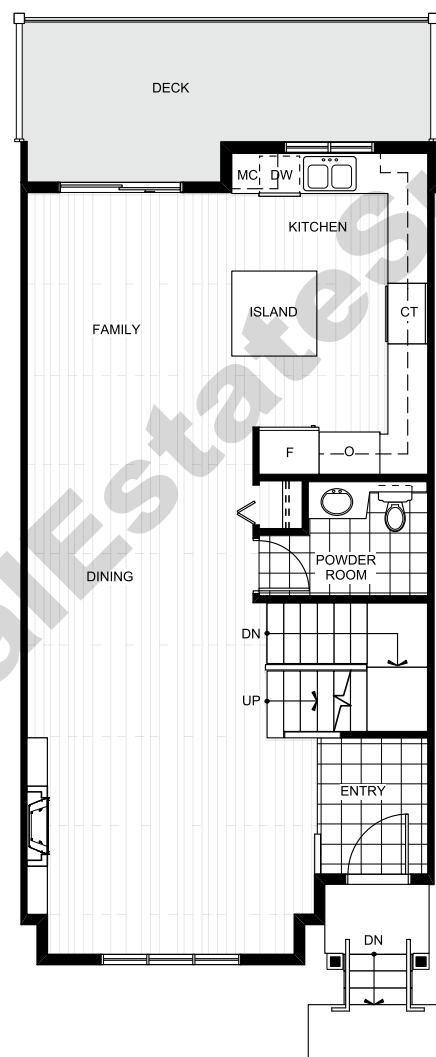 DECK
MC DW
KITCHEN
ISLAND
CT
FAMILY
F
O
POWDER
ROOM
DINING
DN
UP
ENTRY
DN